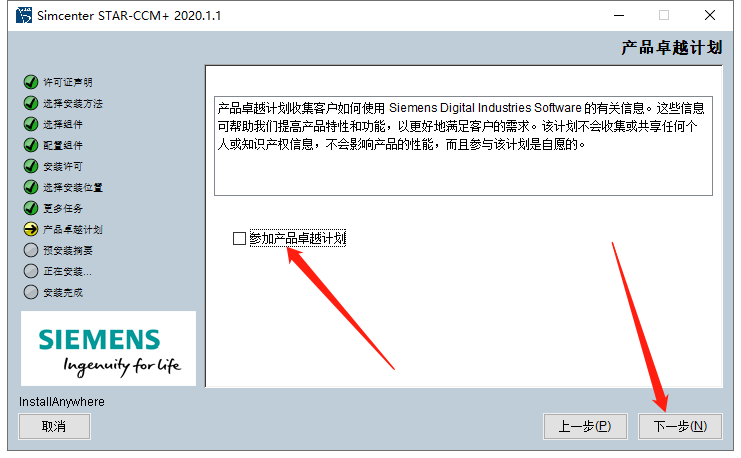 Simcenter STAR-CCM+ 2020.1.1
产品卓越计划
许可证声明
选择安装方法
选择组件
配置组件
安装许可
选择安装位置
更多任务
产品卓越计划
预安装摘要
正在安装...
安装完成
产品卓越计划收集客户如何使用 Siemens Digital Industries Software 的有关信息。这些信息
可帮助我们提高产品特性和功能，以更好地满足客户的需求。该计划不会收集或共享任何个
人或知识产权信息，不会影响产品的性能，而且参与该计划是自愿的。
参加产品卓越计划
SIEMENS
Ingenuity for life
InstallAnywhere
取消
上一步(P)
下一步(N)